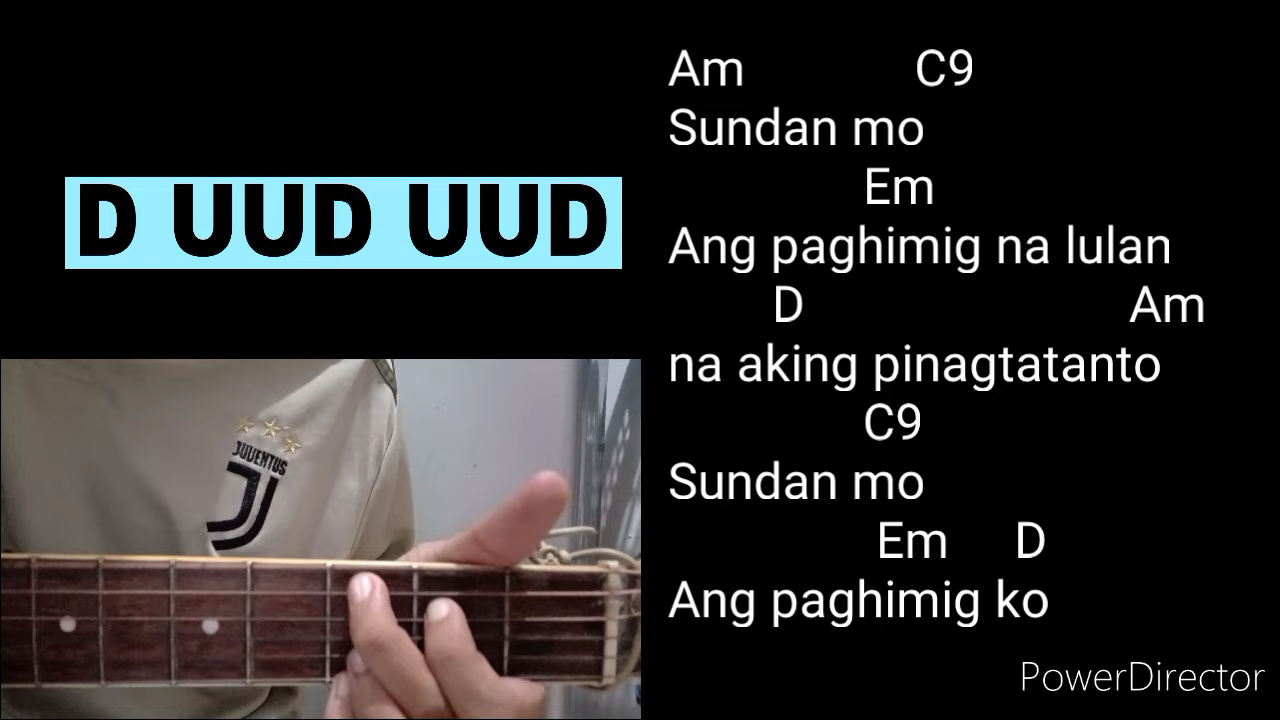 D UUD UUD
JUVENTUS
Am C9
Sundan mo
Em
Ang paghimig na lulan
D Am
na aking pinagtatanto
C9
Sundan mo
Em D
Ang paghimig ko
PowerDirector